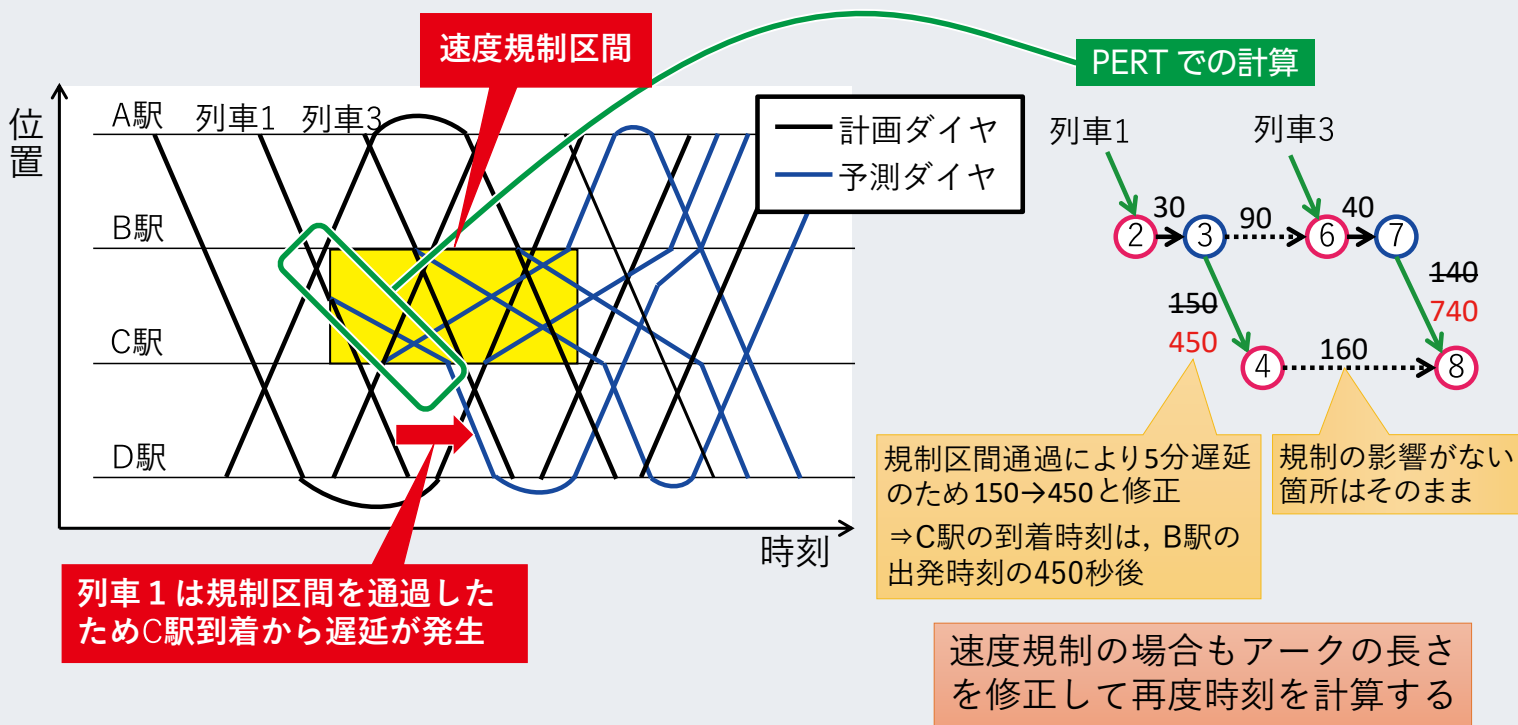 速度規制区間
PERT での計算
位置
A駅
列車1
列車3
計画ダイヤ
予測ダイヤ
B駅
C駅
D駅
時刻
列車1は規制区間を通過した
ためC駅到着から遅延が発生
列車1
列車3
2
30
3
90
6
40
7
150
450
140
740
4
160
8
規制区間通過により5分遅延
のため150→450と修正
⇒C駅の到着時刻は, B駅の
出発時刻の450秒後
規制の影響がない
箇所はそのまま
速度規制の場合もアークの長さ
を修正して再度時刻を計算する